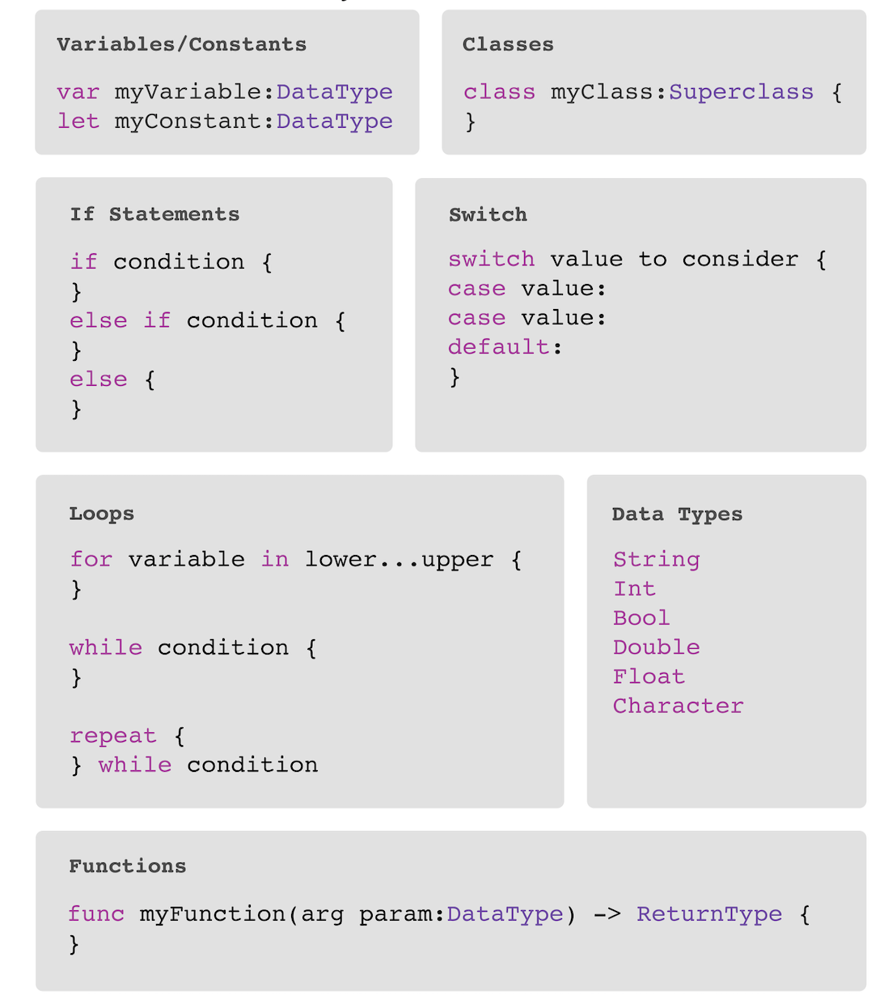 Variables/Constants
var myVariable:DataType
let myConstant:DataType
Classes
class myClass:Superclass {
}
If Statements
if condition {
}
else if condition {
}
else {
}
Switch
switch value to consider {
case value:
case value:
default:
}
Loops
for variable in lower...upper {
}
while condition {
}
repeat {
} while condition
Data Types
String
Int
Bool
Double
Float
Character
Functions
func myFunction(arg param:DataType) -> ReturnType {
}